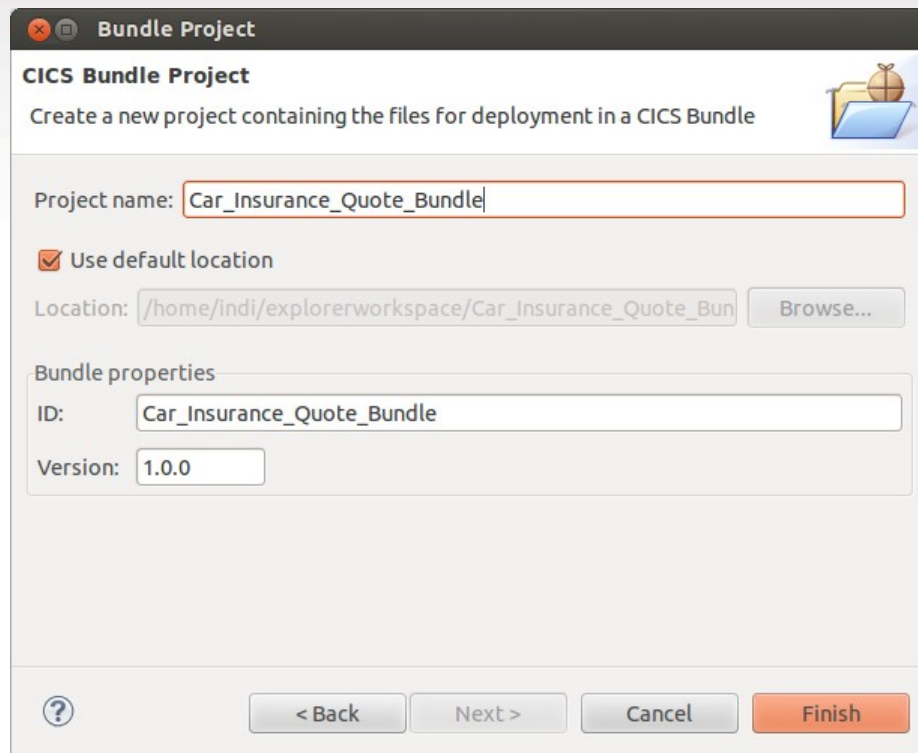 Bundle Project
CICS Bundle Project
Create a new project containing the files for deployment in a CICS Bundle
Project name: Car_Insurance_Quote_Bundle
Use default location
Location: /home/indi/explorerworkspace/Car_Insurance_Quote_Bun Browse...
Bundle properties
ID: Car_Insurance_Quote_Bundle
Version: 1.0.0
? < Back Next > Cancel Finish